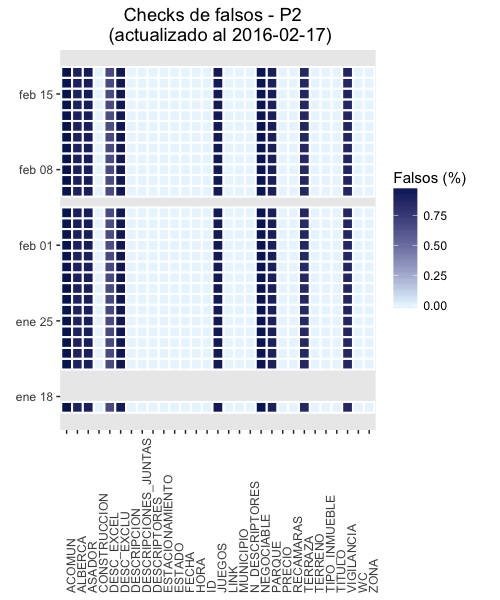 Checks de falsos - P2
(actualizado al 2016-02-17)
feb 15
feb 08
feb 01
ene 25
ene 18
Falsos (%)
0.75
0.50
0.25
0.00
ACOMUN
ALBERCA
ASADOR
CONSTRUCCION
DESC_EXCEL
DESC_EXCLU
DESCRIPCION
DESCRIPCIONES_JUNTAS
DESCRIPTORES
ESTACIONAMIENTO
ESTADO
FECHA
HORA
ID
JUEGOS
LINK
MUNICIPIO
N_DESCRIPTORES
NEGOCIABLE
PARQUE
PRECIO
RECAMARAS
TERRAZA
TERRENO
TIPO_INMUEBLE
TITULO
VIGILANCIA
WC
ZONA